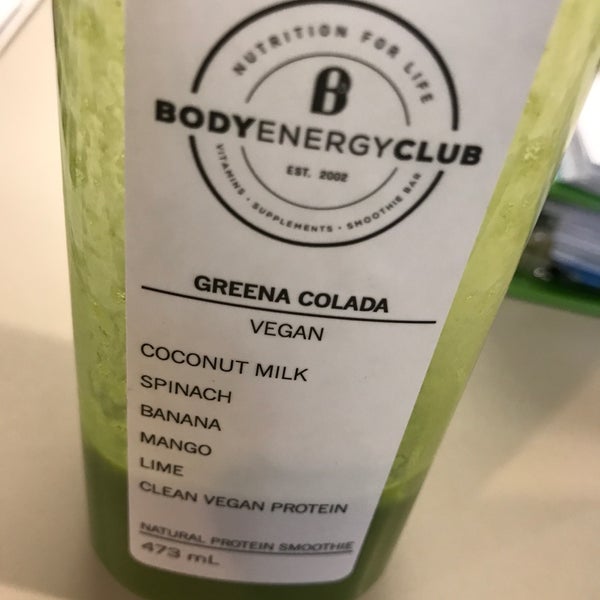 NUTRITION FOR LIFE
B
BODYENERGYCLUB
EST. 2002
VITAMINS • SUPPLEMENTS • SMOOTHIE BAR
GREENA COLADA
VEGAN
COCONUT MILK
SPINACH
BANANA
MANGO
LIME
CLEAN VEGAN PROTEIN
NATURAL PROTEIN SMOOTHIE
473 mL